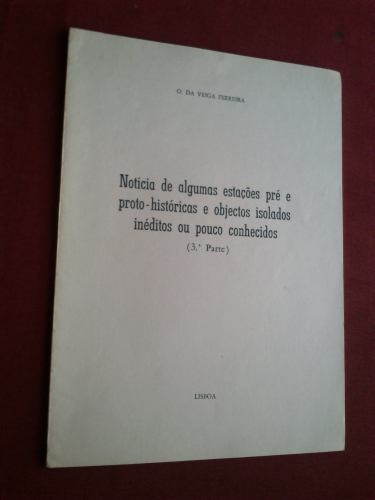 O. DA VEIGA FERREIRA
Notícia de algumas estações pré e
proto-históricas e objectos isolados
inéditos ou pouco conhecidos
(3.ª Parte)
LISBOA